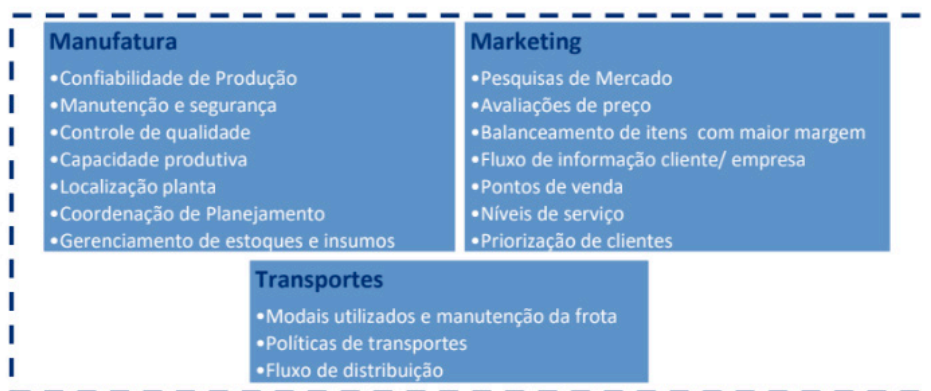 Manufatura
•Confiabilidade de Produção
•Manutenção e segurança
•Controle de qualidade
•Capacidade produtiva
•Localização planta
•Coordenação de Planejamento
•Gerenciamento de estoques e insumos
Marketing
•Pesquisas de Mercado
•Avaliações de preço
•Balanceamento de itens  com maior margem
•Fluxo de informação cliente/ empresa
•Pontos de venda
•Níveis de serviço
•Priorização de clientes
Transportes
•Modais utilizados e manutenção da frota
•Políticas de transportes
•Fluxo de distribuição